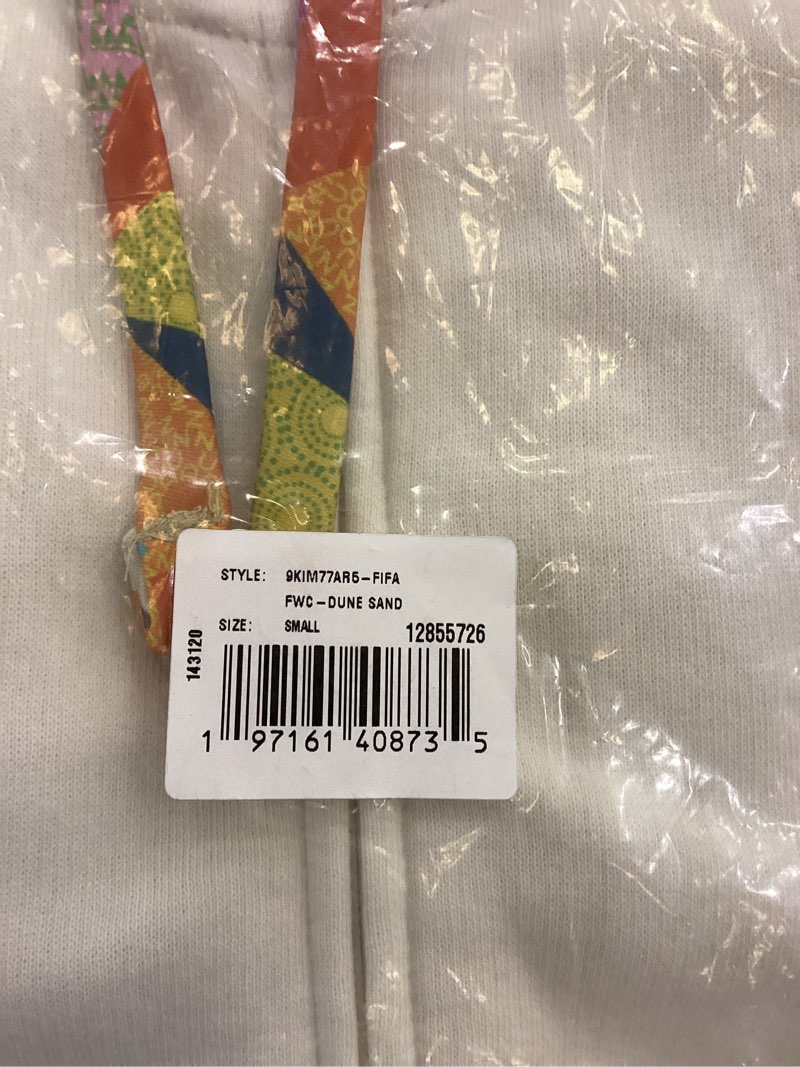 STYLE: 9KIM77AR5-FIFA
FWC-DUNE SAND
SIZE: SMALL 12855726
143120
1 97161 40873 5